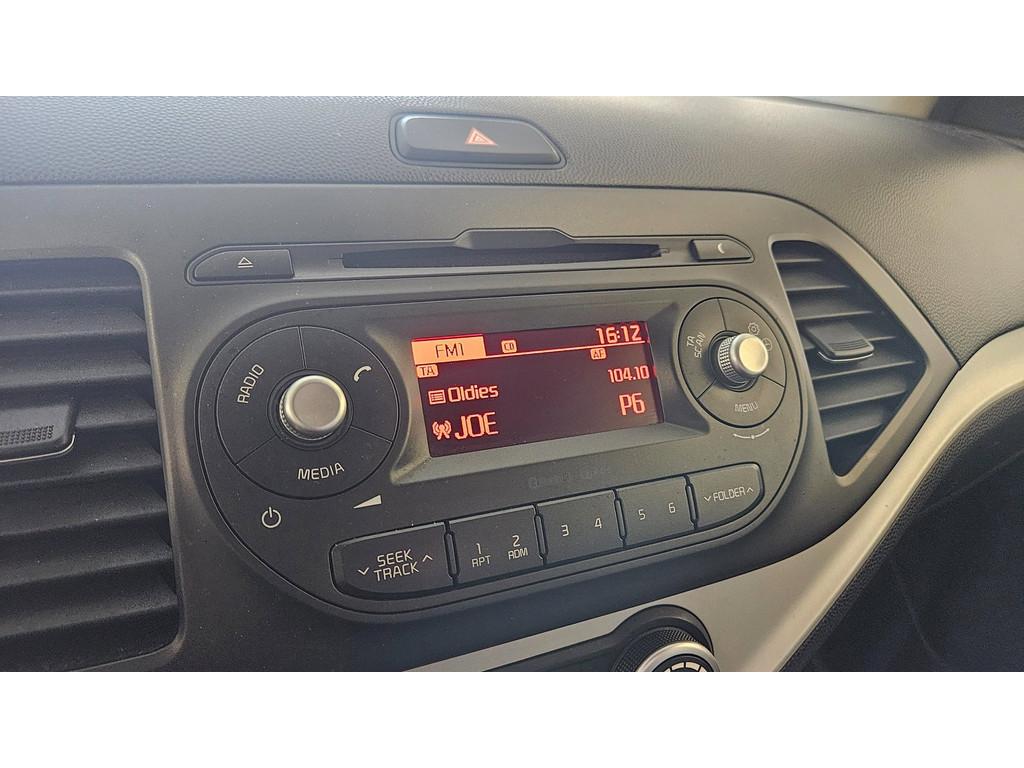 FM1 CD 16:12
TA AF
Oldies 104.10
JOE P6
RADIO
MEDIA
TA
SCAN
MENU
SEEK
TRACK
1 2
RPT RDM
3 4
5 6
FOLDER